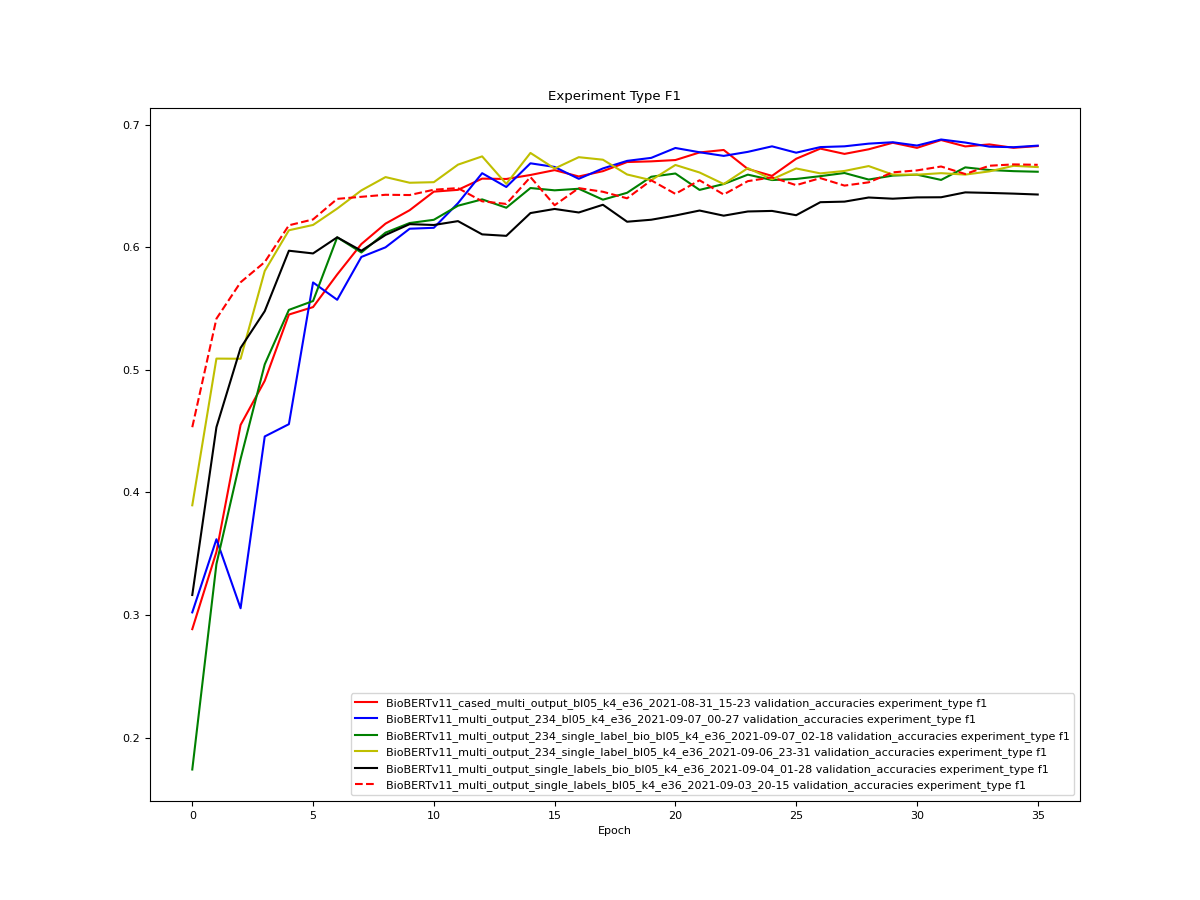 Experiment Type F1
0.7
0.6
0.5
0.4
0.3
0.2
BioBERTv11_cased_multi_output_bl05_k4_e36_2021-08-31_15-23 validation_accuracies experiment_type f1
BioBERTv11_multi_output_234_bl05_k4_e36_2021-09-07_00-27 validation_accuracies experiment_type f1
BioBERTv11_multi_output_234_single_label_bio_bl05_k4_e36_2021-09-07_02-18 validation_accuracies experiment_type f1
BioBERTv11_multi_output_234_single_label_bl05_k4_e36_2021-09-06_23-31 validation_accuracies experiment_type f1
BioBERTv11_multi_output_single_labels_bio_bl05_k4_e36_2021-09-04_01-28 validation_accuracies experiment_type f1
BioBERTv11_multi_output_single_labels_bl05_k4_e36_2021-09-03_20-15 validation_accuracies experiment_type f1
0 5 10 15 20 25 30 35
Epoch